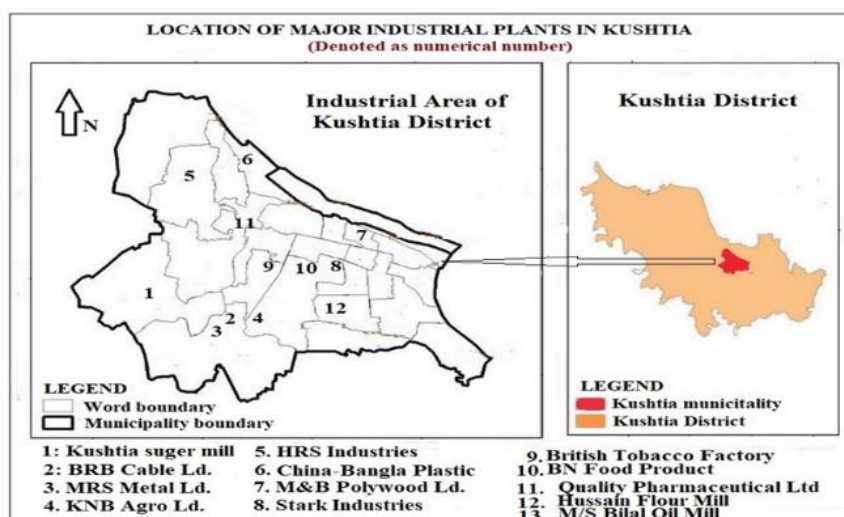 LOCATION OF MAJOR INDUSTRIAL PLANTS IN KUSHTIA
(Denoted as numerical number)
N
Industrial Area of
Kushtia District
6
5
11
7
9
10
8
1
2
4
12
3
LEGEND
Word boundary
Municipality boundary
Kushtia District
LEGEND
Kushtia municitality
Kushtia District
1: Kushtia suger mill
2: BRB Cable Ld.
3. MRS Metal Ld.
4. KNB Agro Ld.
5. HRS Industries
6. China-Bangla Plastic
7. M&B Polywood Ld.
8. Stark Industries
9. British Tobacco Factory
10. BN Food Product
11. Quality Pharmaceutical Ltd
12. Hussain Flour Mill
13. M/S Bilal Oil Mill